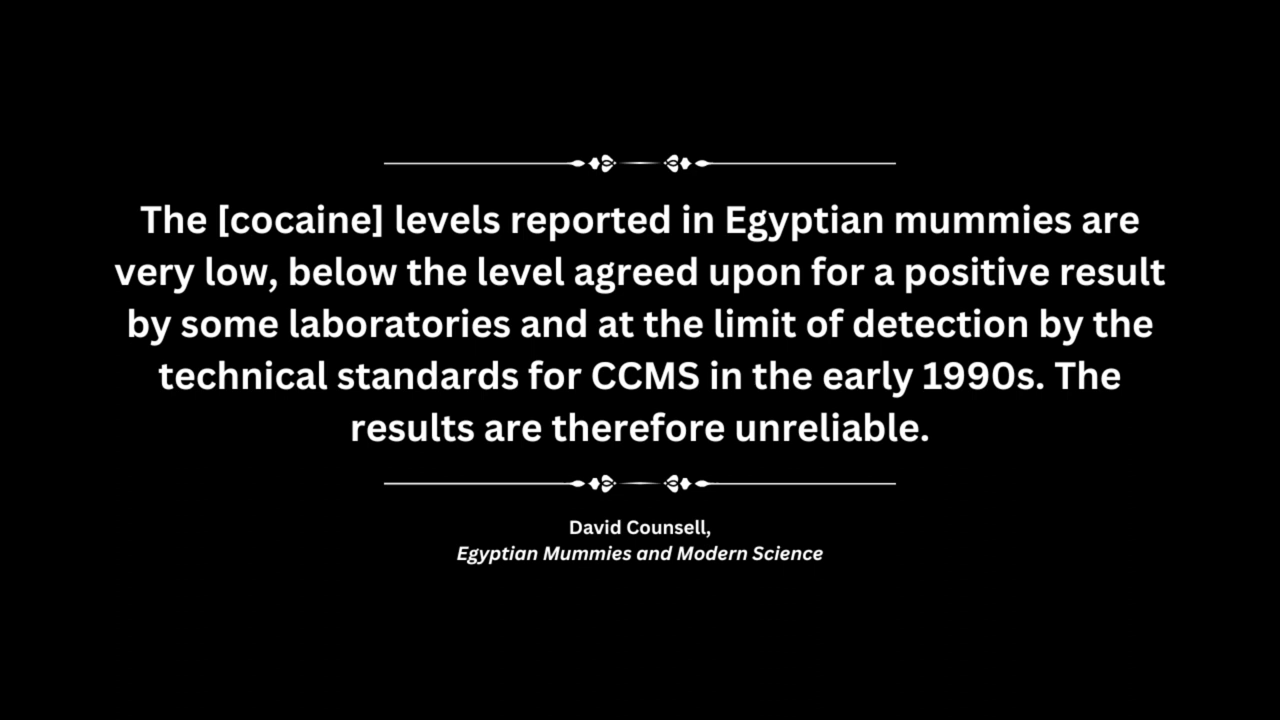 The [cocaine] levels reported in Egyptian mummies are
very low, below the level agreed upon for a positive result
by some laboratories and at the limit of detection by the
technical standards for CCMS in the early 1990s. The
results are therefore unreliable.
David Counsell,
Egyptian Mummies and Modern Science